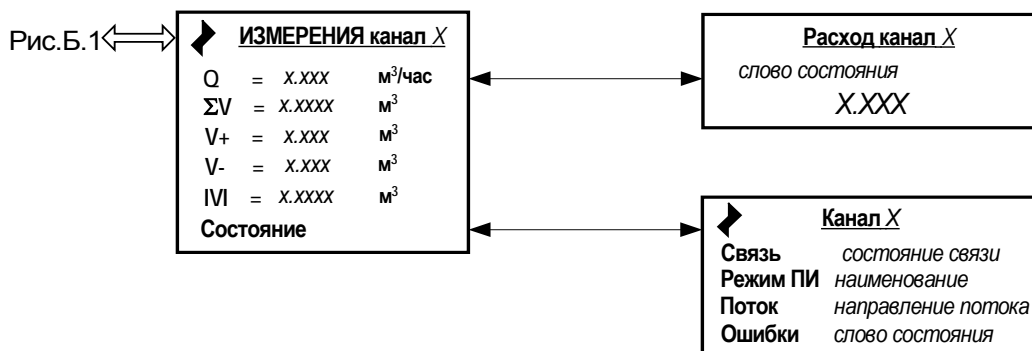 Рис.Б.1
ИЗМЕРЕНИЯ канал X
Q = X.XXX м³/час
ΣV = X.XXXX м³
V+ = X.XXX м³
V- = X.XXX м³
|V| = X.XXXX м³
Состояние
Расход канал X
слово состояния
X.XXX
Канал X
Связь состояние связи
Режим ПИ наименование
Поток направление потока
Ошибки слово состояния